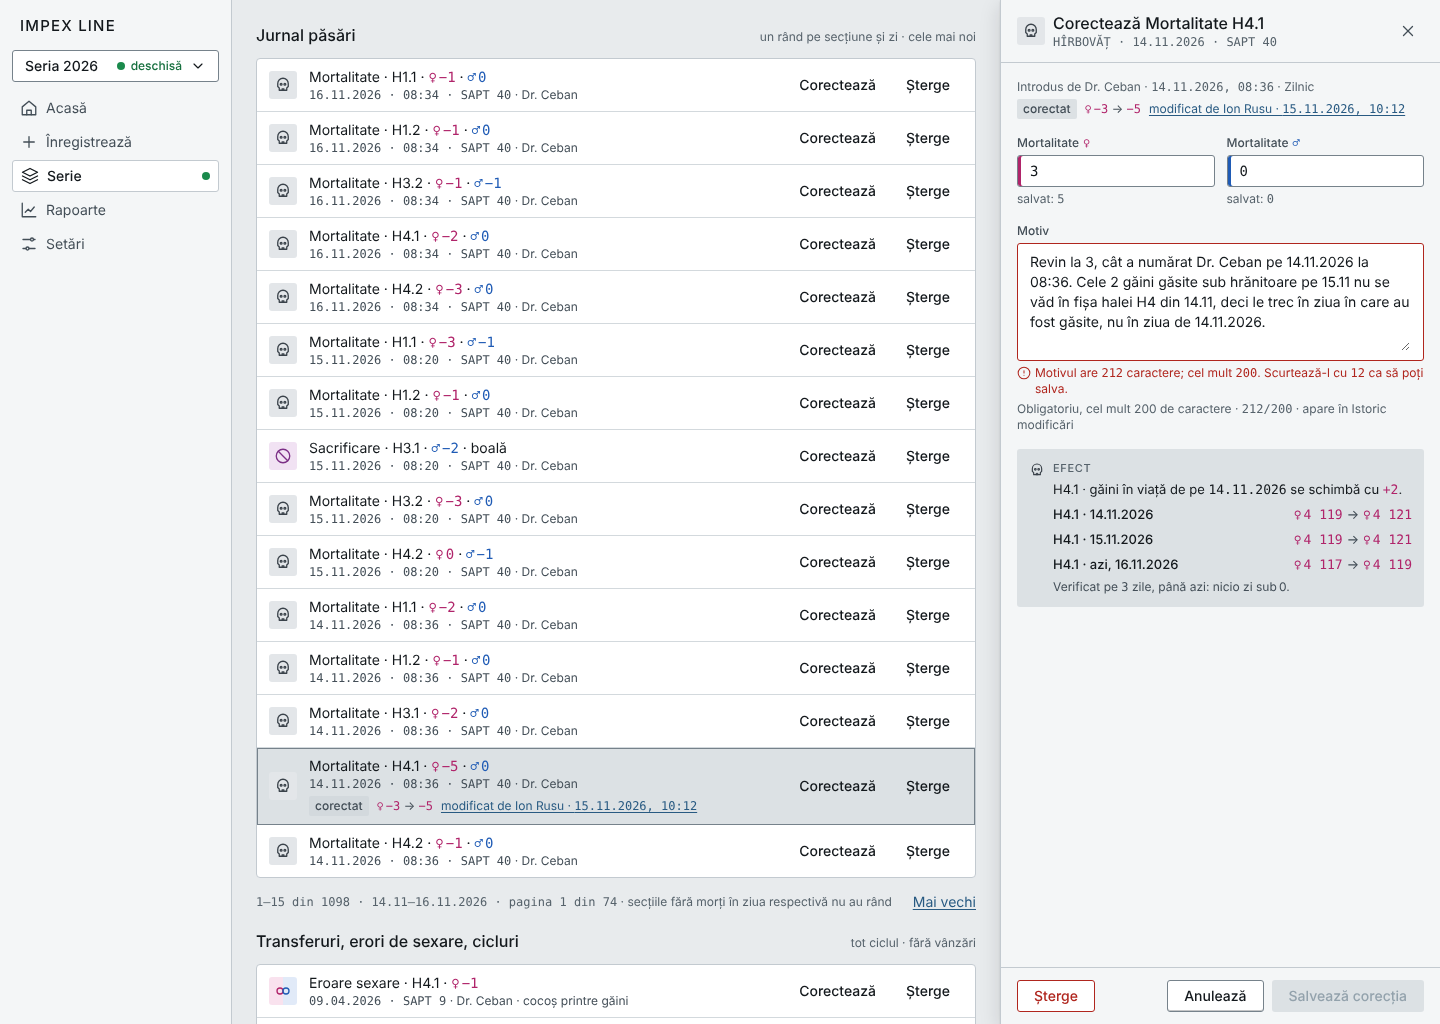 IMPEX LINE
Seria 2026 deschisă
Acasă
Înregistrează
Serie
Rapoarte
Setări
Jurnal păsări
un rând pe secțiune și zi · cele mai noi
Mortalitate · H1.1 · ♀−1 · ♂0
16.11.2026 · 08:34 · SAPT 40 · Dr. Ceban
Corectează Șterge
Mortalitate · H1.2 · ♀−1 · ♂0
16.11.2026 · 08:34 · SAPT 40 · Dr. Ceban
Corectează Șterge
Mortalitate · H3.2 · ♀−1 · ♂−1
16.11.2026 · 08:34 · SAPT 40 · Dr. Ceban
Corectează Șterge
Mortalitate · H4.1 · ♀−2 · ♂0
16.11.2026 · 08:34 · SAPT 40 · Dr. Ceban
Corectează Șterge
Mortalitate · H4.2 · ♀−3 · ♂0
16.11.2026 · 08:34 · SAPT 40 · Dr. Ceban
Corectează Șterge
Mortalitate · H1.1 · ♀−3 · ♂−1
15.11.2026 · 08:20 · SAPT 40 · Dr. Ceban
Corectează Șterge
Mortalitate · H1.2 · ♀−1 · ♂0
15.11.2026 · 08:20 · SAPT 40 · Dr. Ceban
Corectează Șterge
Sacrificare · H3.1 · ♂−2 · boală
15.11.2026 · 08:20 · SAPT 40 · Dr. Ceban
Corectează Șterge
Mortalitate · H3.2 · ♀−3 · ♂0
15.11.2026 · 08:20 · SAPT 40 · Dr. Ceban
Corectează Șterge
Mortalitate · H4.2 · ♀0 · ♂−1
15.11.2026 · 08:20 · SAPT 40 · Dr. Ceban
Corectează Șterge
Mortalitate · H1.1 · ♀−2 · ♂0
14.11.2026 · 08:36 · SAPT 40 · Dr. Ceban
Corectează Șterge
Mortalitate · H1.2 · ♀−1 · ♂0
14.11.2026 · 08:36 · SAPT 40 · Dr. Ceban
Corectează Șterge
Mortalitate · H3.1 · ♀−2 · ♂0
14.11.2026 · 08:36 · SAPT 40 · Dr. Ceban
Corectează Șterge
Mortalitate · H4.1 · ♀−5 · ♂0
14.11.2026 · 08:36 · SAPT 40 · Dr. Ceban
corectat ♀−3 → −5 modificat de Ion Rusu · 15.11.2026, 10:12
Corectează Șterge
Mortalitate · H4.2 · ♀−1 · ♂0
14.11.2026 · 08:36 · SAPT 40 · Dr. Ceban
Corectează Șterge
1–15 din 1098 · 14.11–16.11.2026 · pagina 1 din 74 · secțiile fără morți în ziua respectivă nu au rând
Mai vechi
Transferuri, erori de sexare, cicluri
tot ciclul · fără vânzări
Eroare sexare · H4.1 · ♀−1
09.04.2026 · SAPT 9 · Dr. Ceban · cocoș printre găini
Corectează Șterge
Corectează Mortalitate H4.1
HÎRBOVĂȚ · 14.11.2026 · SAPT 40
Introdus de Dr. Ceban · 14.11.2026, 08:36 · Zilnic
corectat ♀−3 → −5 modificat de Ion Rusu · 15.11.2026, 10:12
Mortalitate ♀ Mortalitate ♂
3 0
salvat: 5 salvat: 0
Motiv
Revin la 3, cât a numărat Dr. Ceban pe 14.11.2026 la
08:36. Cele 2 găini găsite sub hrănitoare pe 15.11 nu se
văd în fișa halei H4 din 14.11, deci le trec în ziua în care au
fost găsite, nu în ziua de 14.11.2026.
Motivul are 212 caractere; cel mult 200. Scurtează-l cu 12 ca să poți
salva.
Obligatoriu, cel mult 200 de caractere · 212/200 · apare în Istoric
modificări
EFECT
H4.1 · găini în viață de pe 14.11.2026 se schimbă cu +2.
H4.1 · 14.11.2026 ♀4 119 → ♀4 121
H4.1 · 15.11.2026 ♀4 119 → ♀4 121
H4.1 · azi, 16.11.2026 ♀4 117 → ♀4 119
Verificat pe 3 zile, până azi: nicio zi sub 0.
Șterge Anulează Salvează corecția